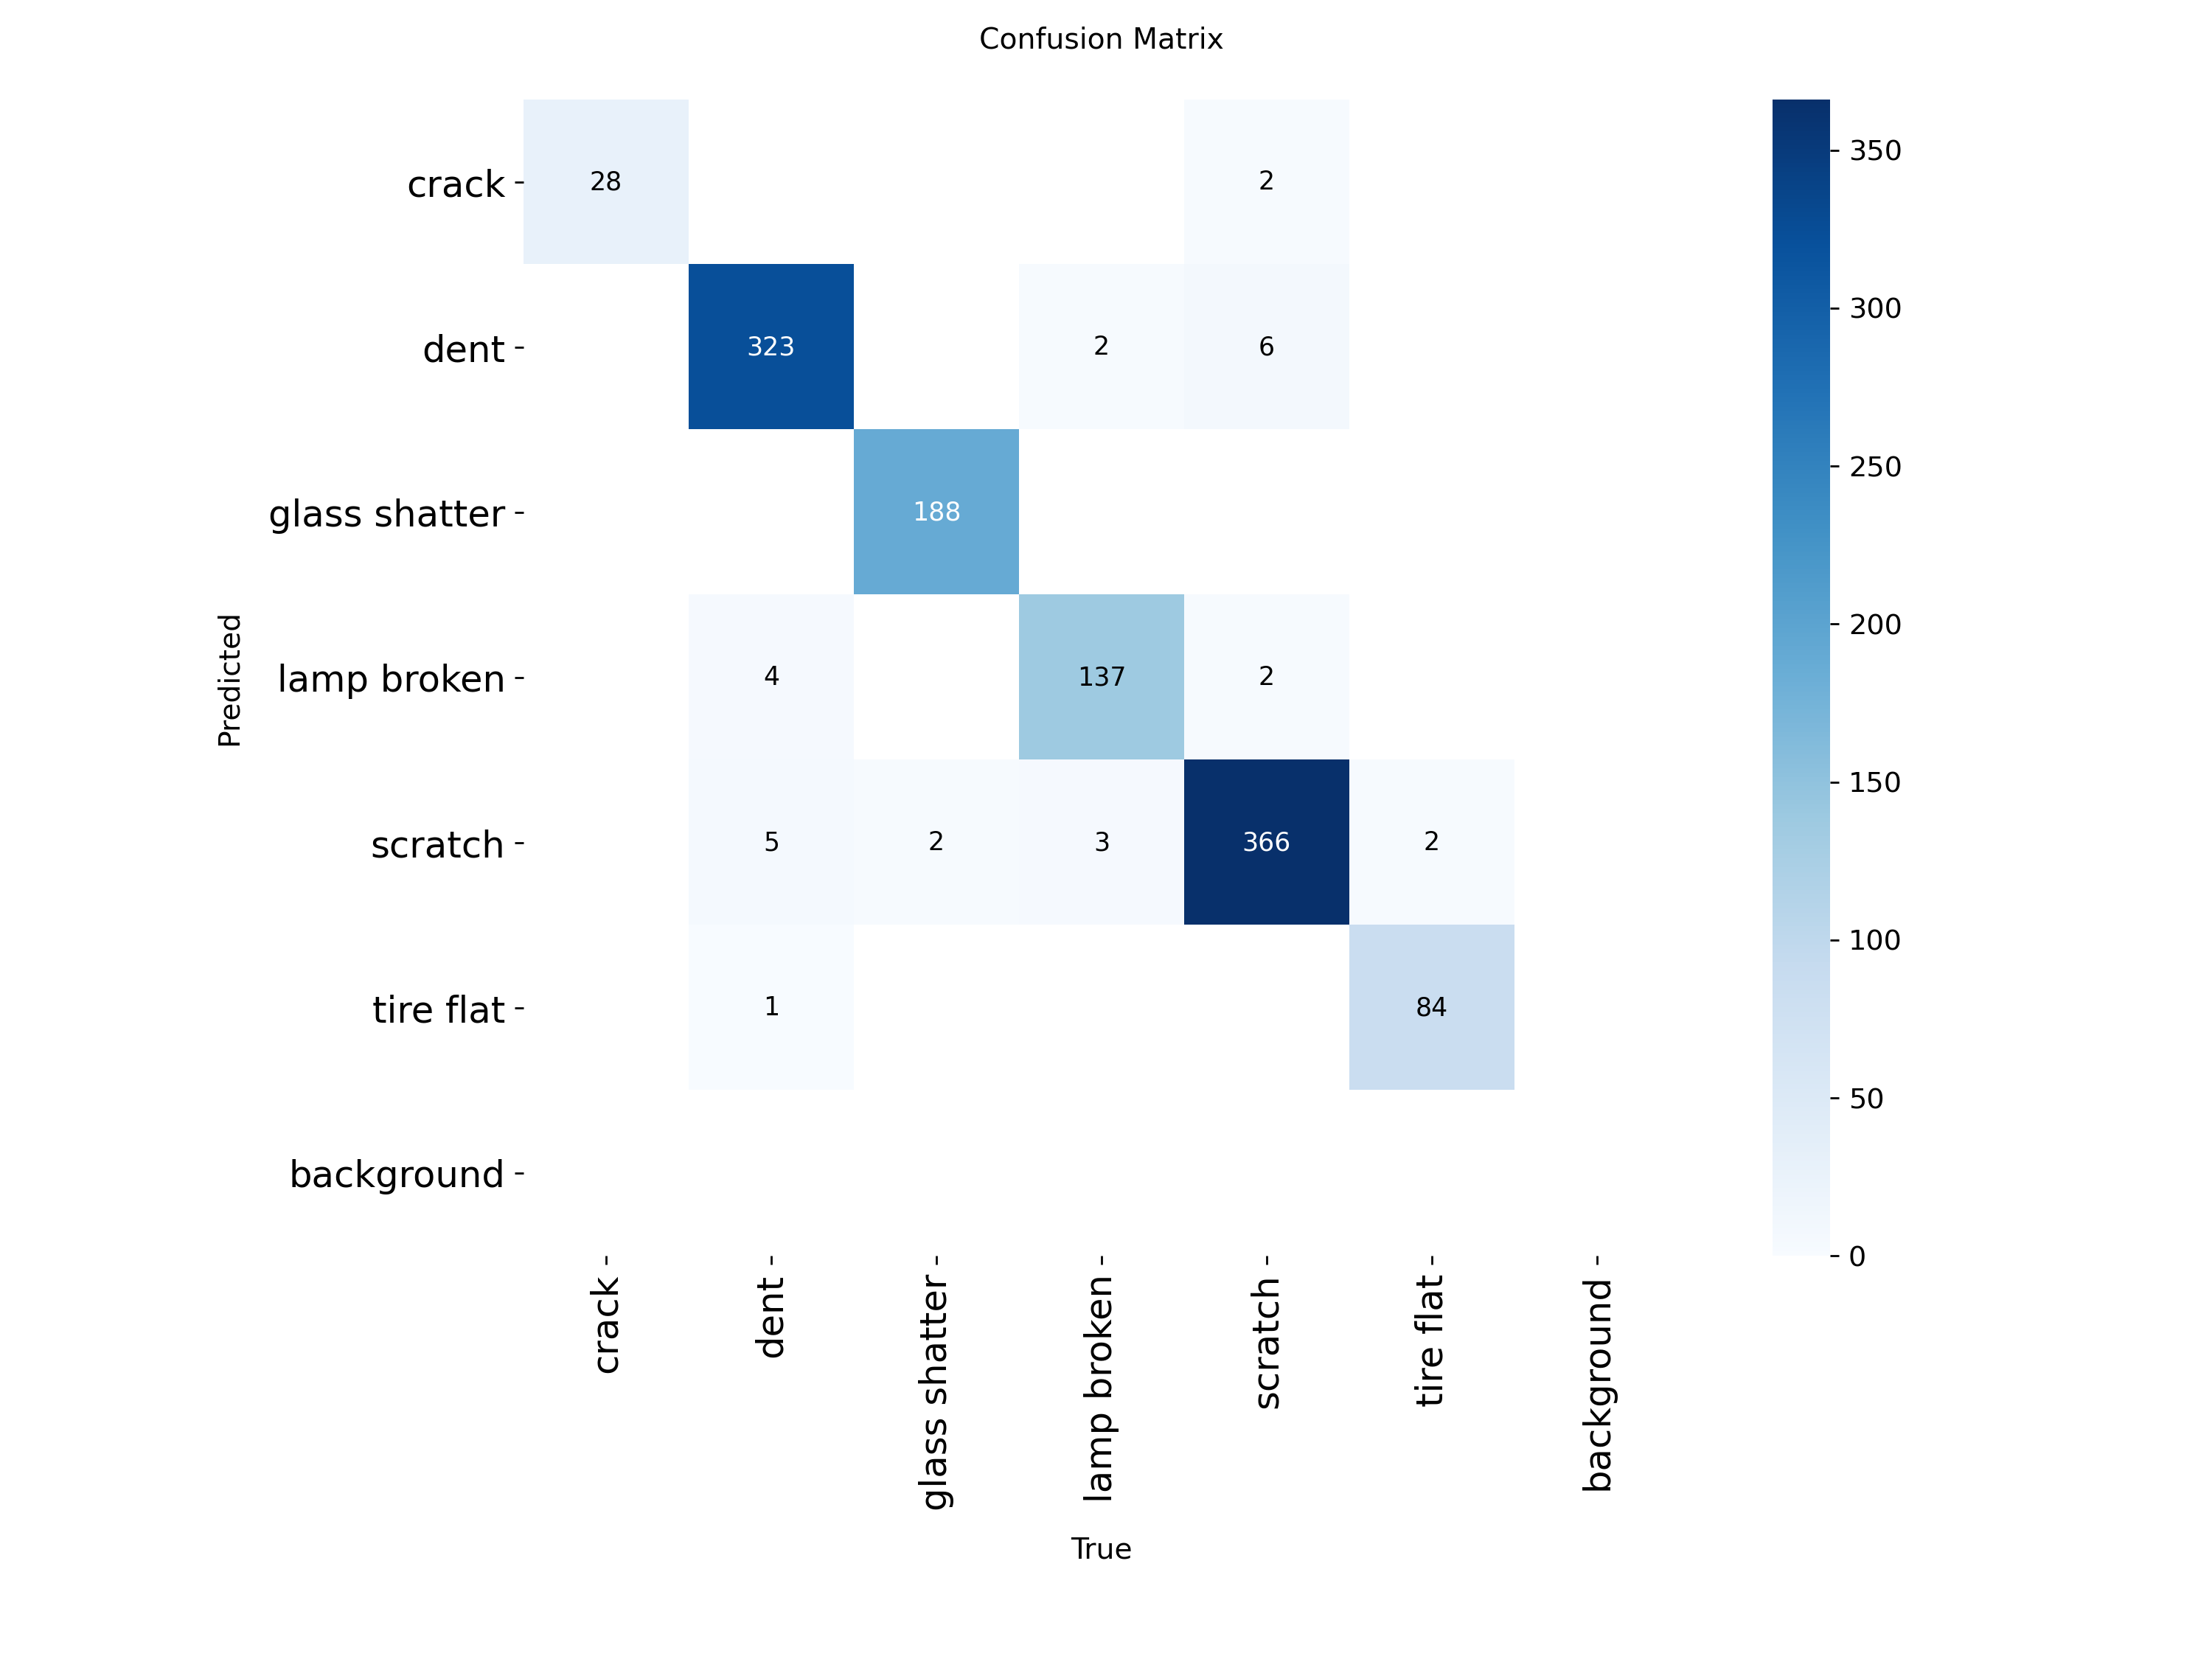 Confusion Matrix
crack 28 2
dent 323 2 6
glass shatter 188
lamp broken 4 137 2
scratch 5 2 3 366 2
tire flat 1 84
background
Predicted
crack dent glass shatter lamp broken scratch tire flat background
True
350
300
250
200
150
100
50
0